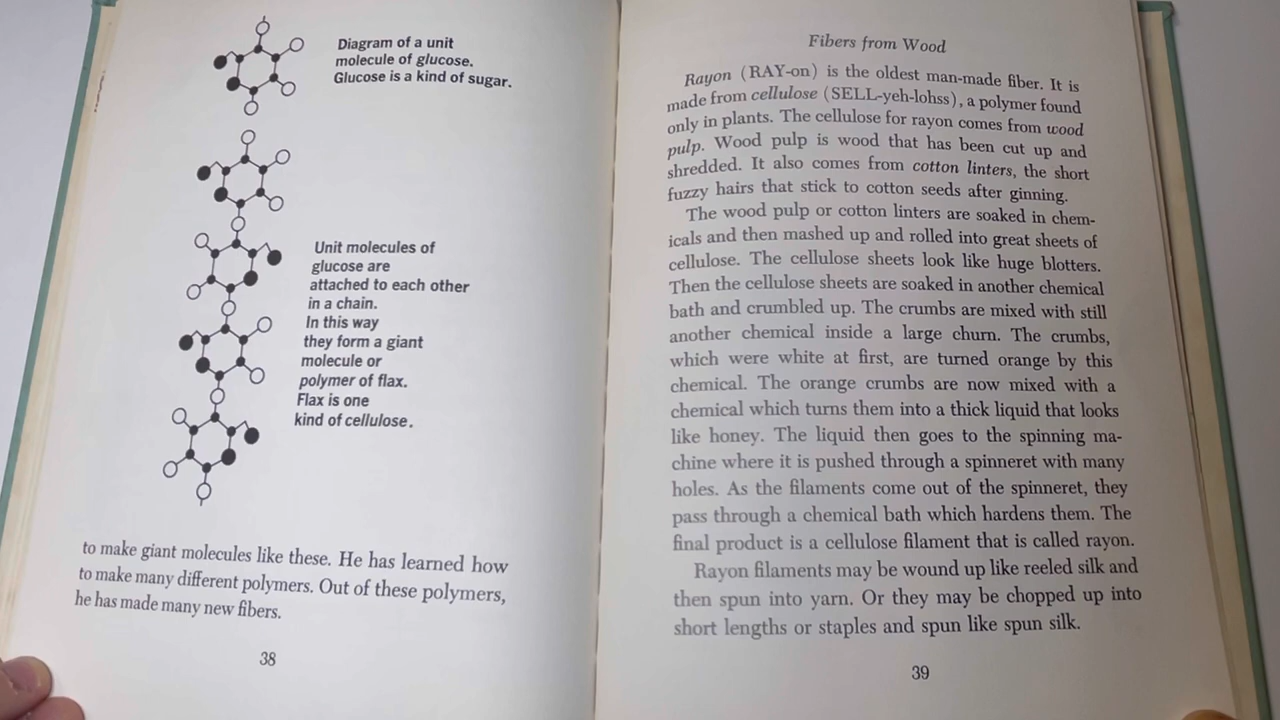 Diagram of a unit
molecule of glucose.
Glucose is a kind of sugar.
Unit molecules of
glucose are
attached to each other
in a chain.
In this way
they form a giant
molecule or
polymer of flax.
Flax is one
kind of cellulose.
to make giant molecules like these. He has learned how
to make many different polymers. Out of these polymers,
he has made many new fibers.
38
Fibers from Wood
Rayon (RAY-on) is the oldest man-made fiber. It is
made from cellulose (SELL-yeh-lohss), a polymer found
only in plants. The cellulose for rayon comes from wood
pulp. Wood pulp is wood that has been cut up and
shredded. It also comes from cotton linters, the short
fuzzy hairs that stick to cotton seeds after ginning.
The wood pulp or cotton linters are soaked in chem-
icals and then mashed up and rolled into great sheets of
cellulose. The cellulose sheets look like huge blotters.
Then the cellulose sheets are soaked in another chemical
bath and crumbled up. The crumbs are mixed with still
another chemical inside a large churn. The crumbs,
which were white at first, are turned orange by this
chemical. The orange crumbs are now mixed with a
chemical which turns them into a thick liquid that looks
like honey. The liquid then goes to the spinning ma-
chine where it is pushed through a spinneret with many
holes. As the filaments come out of the spinneret, they
pass through a chemical bath which hardens them. The
final product is a cellulose filament that is called rayon.
Rayon filaments may be wound up like reeled silk and
then spun into yarn. Or they may be chopped up into
short lengths or staples and spun like spun silk.
39